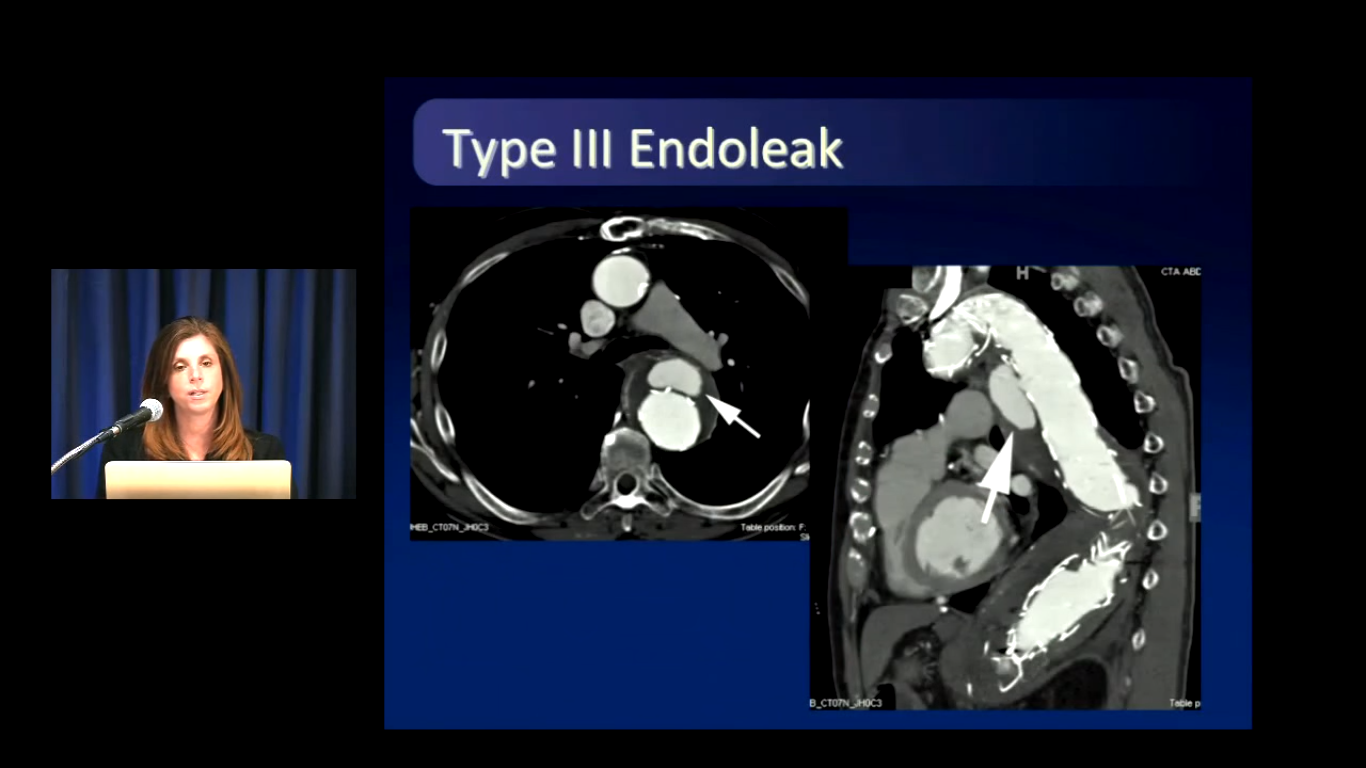 Type III Endoleak
H
CTA ABD
Table position: F:
B_CT07N_JH0C3
Table p